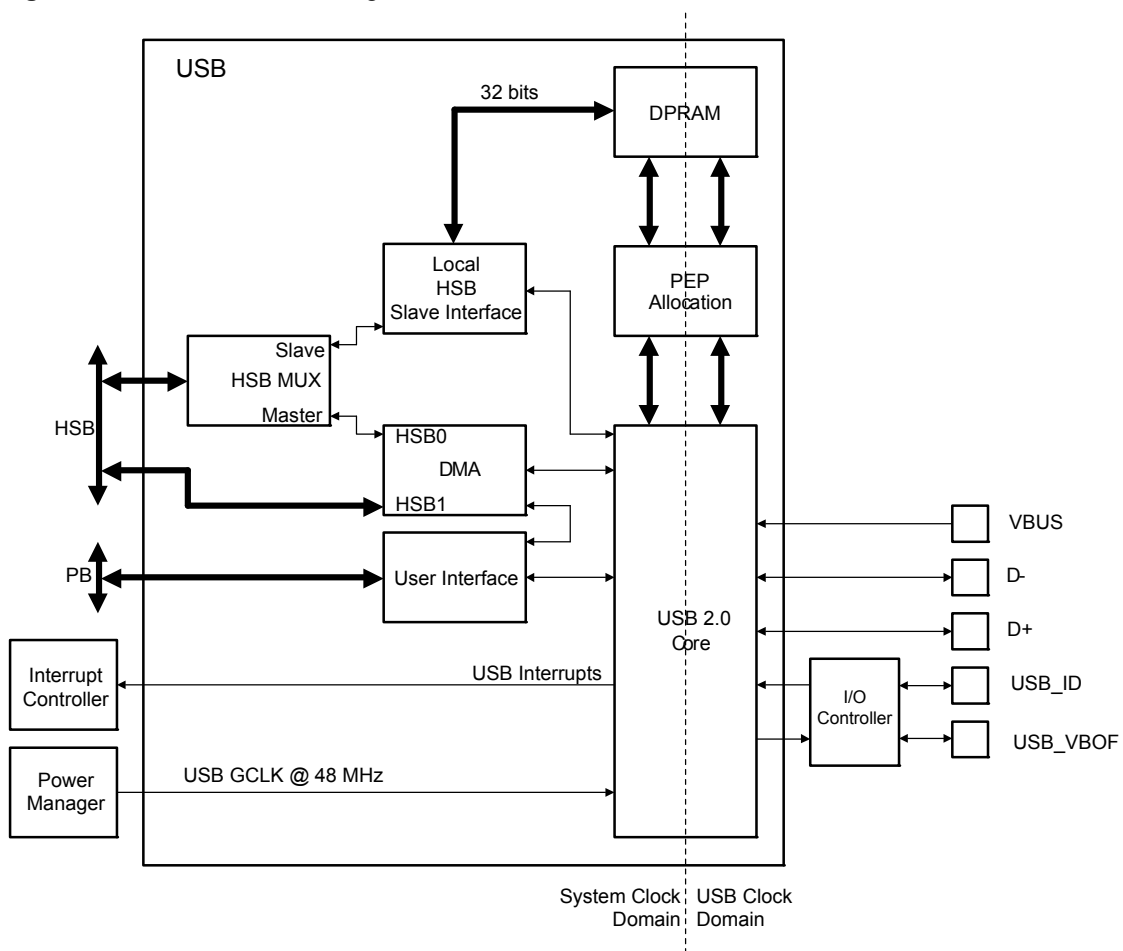 USB
32 bits
DPRAM
Local
HSB
Slave Interface
PEP
Allocation
Slave
HSB MUX
Master
HSB
HSB0
DMA
HSB1
PB
User Interface
VBUS
D-
D+
USB 2.0
Core
USB_ID
I/O
Controller
USB_VBOF
Interrupt
Controller
USB Interrupts
Power
Manager
USB GCLK @ 48 MHz
System Clock
Domain
USB Clock
Domain